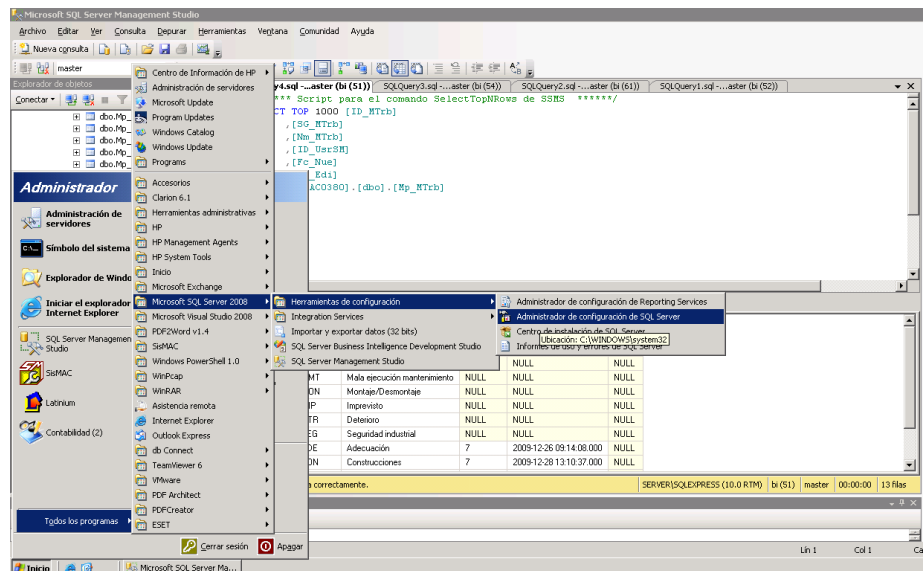 Microsoft SQL Server Management Studio
Archivo Editar Ver Consulta Depurar Herramientas Ventana Comunidad Ayuda
Nueva consulta
master
Explorador de objetos
y4.sql -...aster (bi (51))
SQLQuery3.sql -...aster (bi (54))
SQLQuery2.sql -...aster (bi (61))
SQLQuery1.sql -...aster (bi (52))
Conectar
*** Script para el comando SelectTopNRows de SSMS ******/
CT TOP 1000 [ID_MTrb]
,[SG_MTrb]
,[Nm_MTrb]
,[ID_UsrSM]
,[Fc_Nue]
_Edi]
AC0380].[dbo].[Mp_MTrb]
dbo.Mp_
dbo.Mp_
dbo.Mp_
dbo.Mp_
dbo.Mp_
Administrador
Administración de servidores
Símbolo del sistema
Explorador de Windo
Iniciar el explorador
Internet Explorer
SQL Server Managemen
Studio
SisMAC
Latinium
Contabilidad (2)
Todos los programas
Cerrar sesión
Apagar
Centro de Información de HP
Administración de servidores
Microsoft Update
Program Updates
Windows Catalog
Windows Update
Programs
Accesorios
Clarion 6.1
Herramientas administrativas
HP
HP Management Agents
HP System Tools
Inicio
Microsoft Exchange
Microsoft SQL Server 2008
Microsoft Visual Studio 2008
PDF2Word v1.4
SisMAC
Windows PowerShell 1.0
WinPcap
WinRAR
Asistencia remota
Internet Explorer
Outlook Express
db Connect
TeamViewer 6
VMware
PDF Architect
PDFCreator
ESET
Herramientas de configuración
Integration Services
Importar y exportar datos (32 bits)
SQL Server Business Intelligence Development Studio
SQL Server Management Studio
Administrador de configuración de Reporting Services
Administrador de configuración de SQL Server
Centro de instalación de SQL Server
Informes de uso y errores de SQL Server
Ubicación: C:\WINDOWS\system32
NULL NULL
MT Mala ejecución mantenimiento NULL NULL NULL
ON Montaje/Desmontaje NULL NULL NULL
IP Imprevisto NULL NULL NULL
TR Deterioro NULL NULL NULL
EG Seguridad industrial NULL NULL NULL
DE Adecuación 7 2009-12-26 09:14:08.000 NULL
ON Construcciones 7 2009-12-28 13:10:37.000 NULL
a correctamente.
SERVER\SQLEXPRESS (10.0 RTM) bi (51) master 00:00:00 13 filas
Lín 1 Col 1 Ca
Inicio
Microsoft SQL Server Ma...